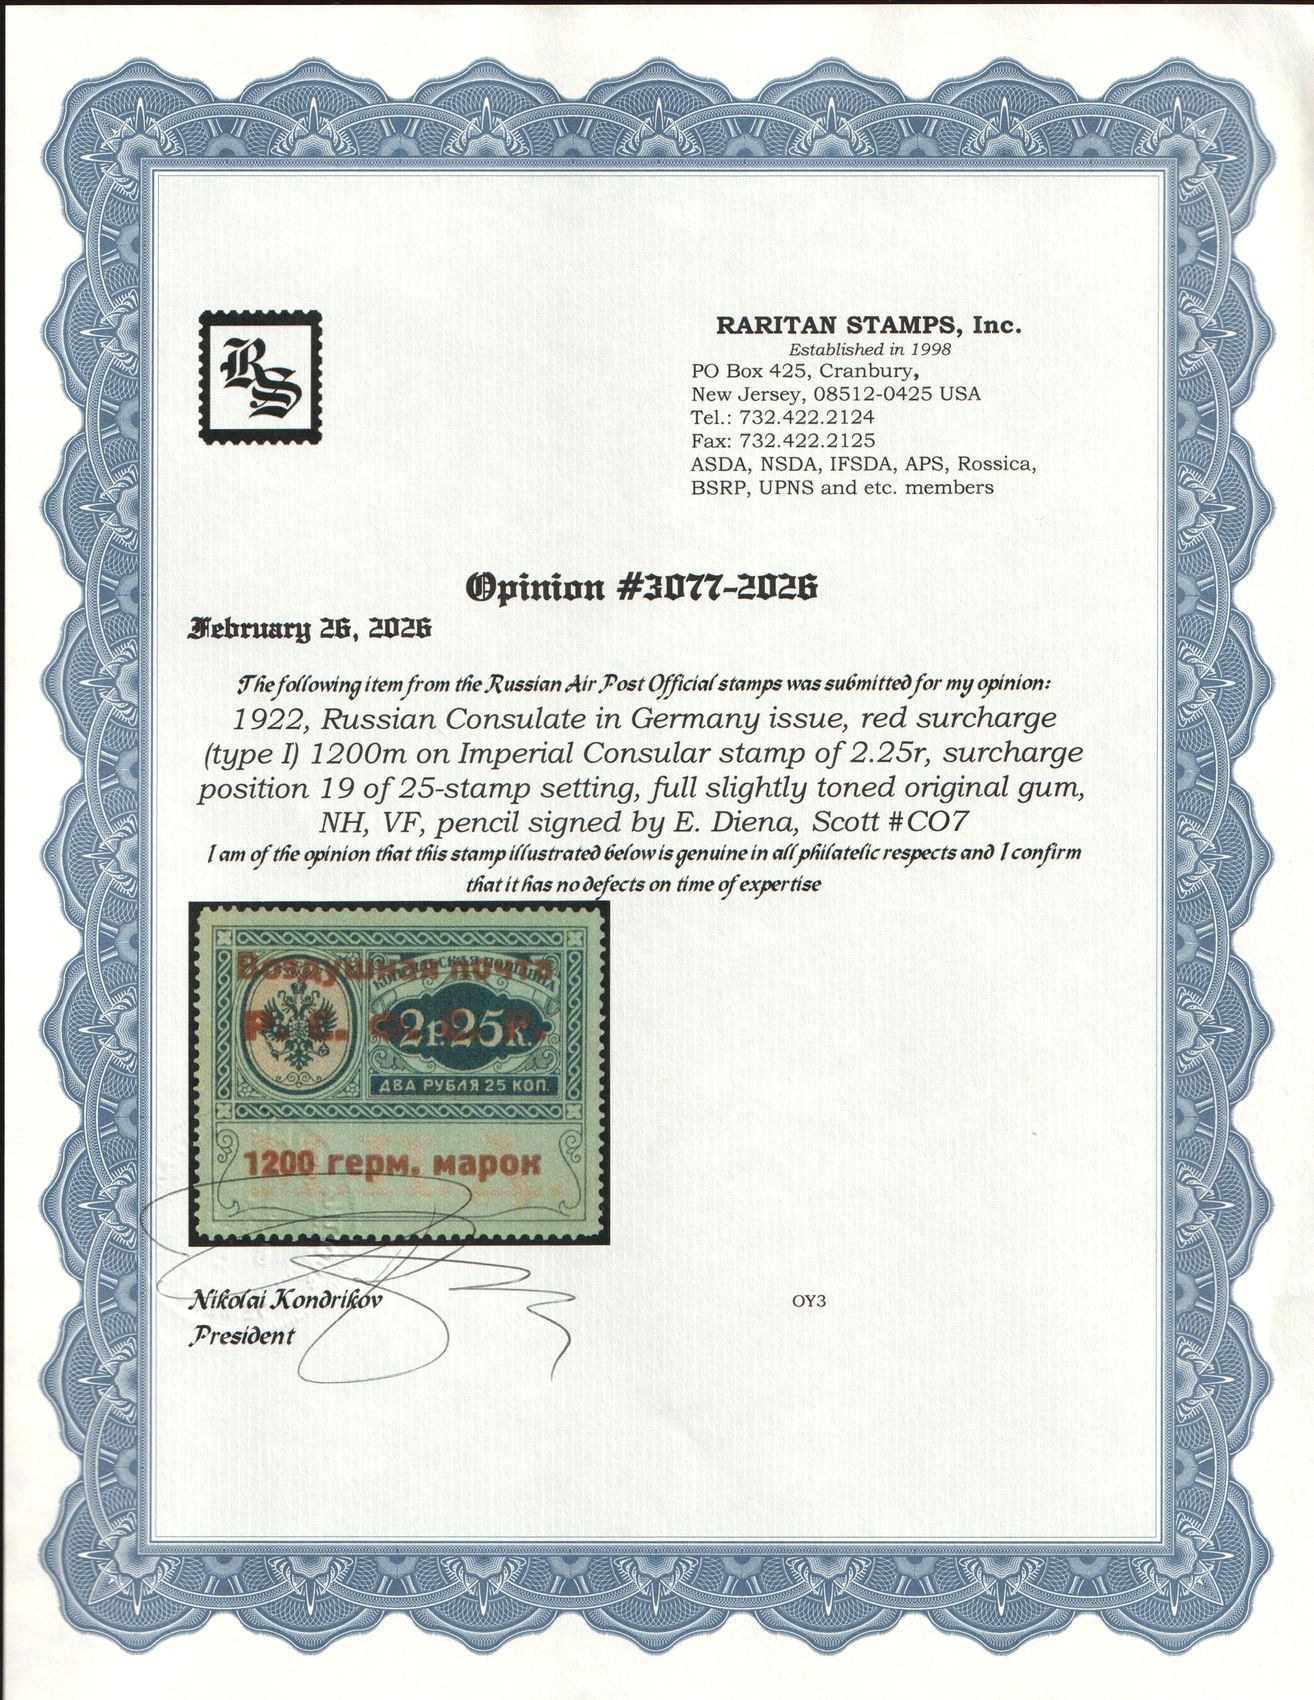 RS
RARITAN STAMPS, Inc.
Established in 1998
PO Box 425, Cranbury,
New Jersey, 08512-0425 USA
Tel.: 732.422.2124
Fax: 732.422.2125
ASDA, NSDA, IFSDA, APS, Rossica,
BSRP, UPNS and etc. members
Opinion #3077-2026
February 26, 2026
The following item from the Russian Air Post Official stamps was submitted for my opinion:
1922, Russian Consulate in Germany issue, red surcharge
(type I) 1200m on Imperial Consular stamp of 2.25r, surcharge
position 19 of 25-stamp setting, full slightly toned original gum,
NH, VF, pencil signed by E. Diena, Scott #CO7
I am of the opinion that this stamp illustrated below is genuine in all philatelic respects and I confirm
that it has no defects on time of expertise
Воздушная почта
Р. С. Ф. С. Р.
2р.25к.
ДВА РУБЛЯ 25 КОП.
1200 герм. марок
Nikolai Kondrikov
President
OY3